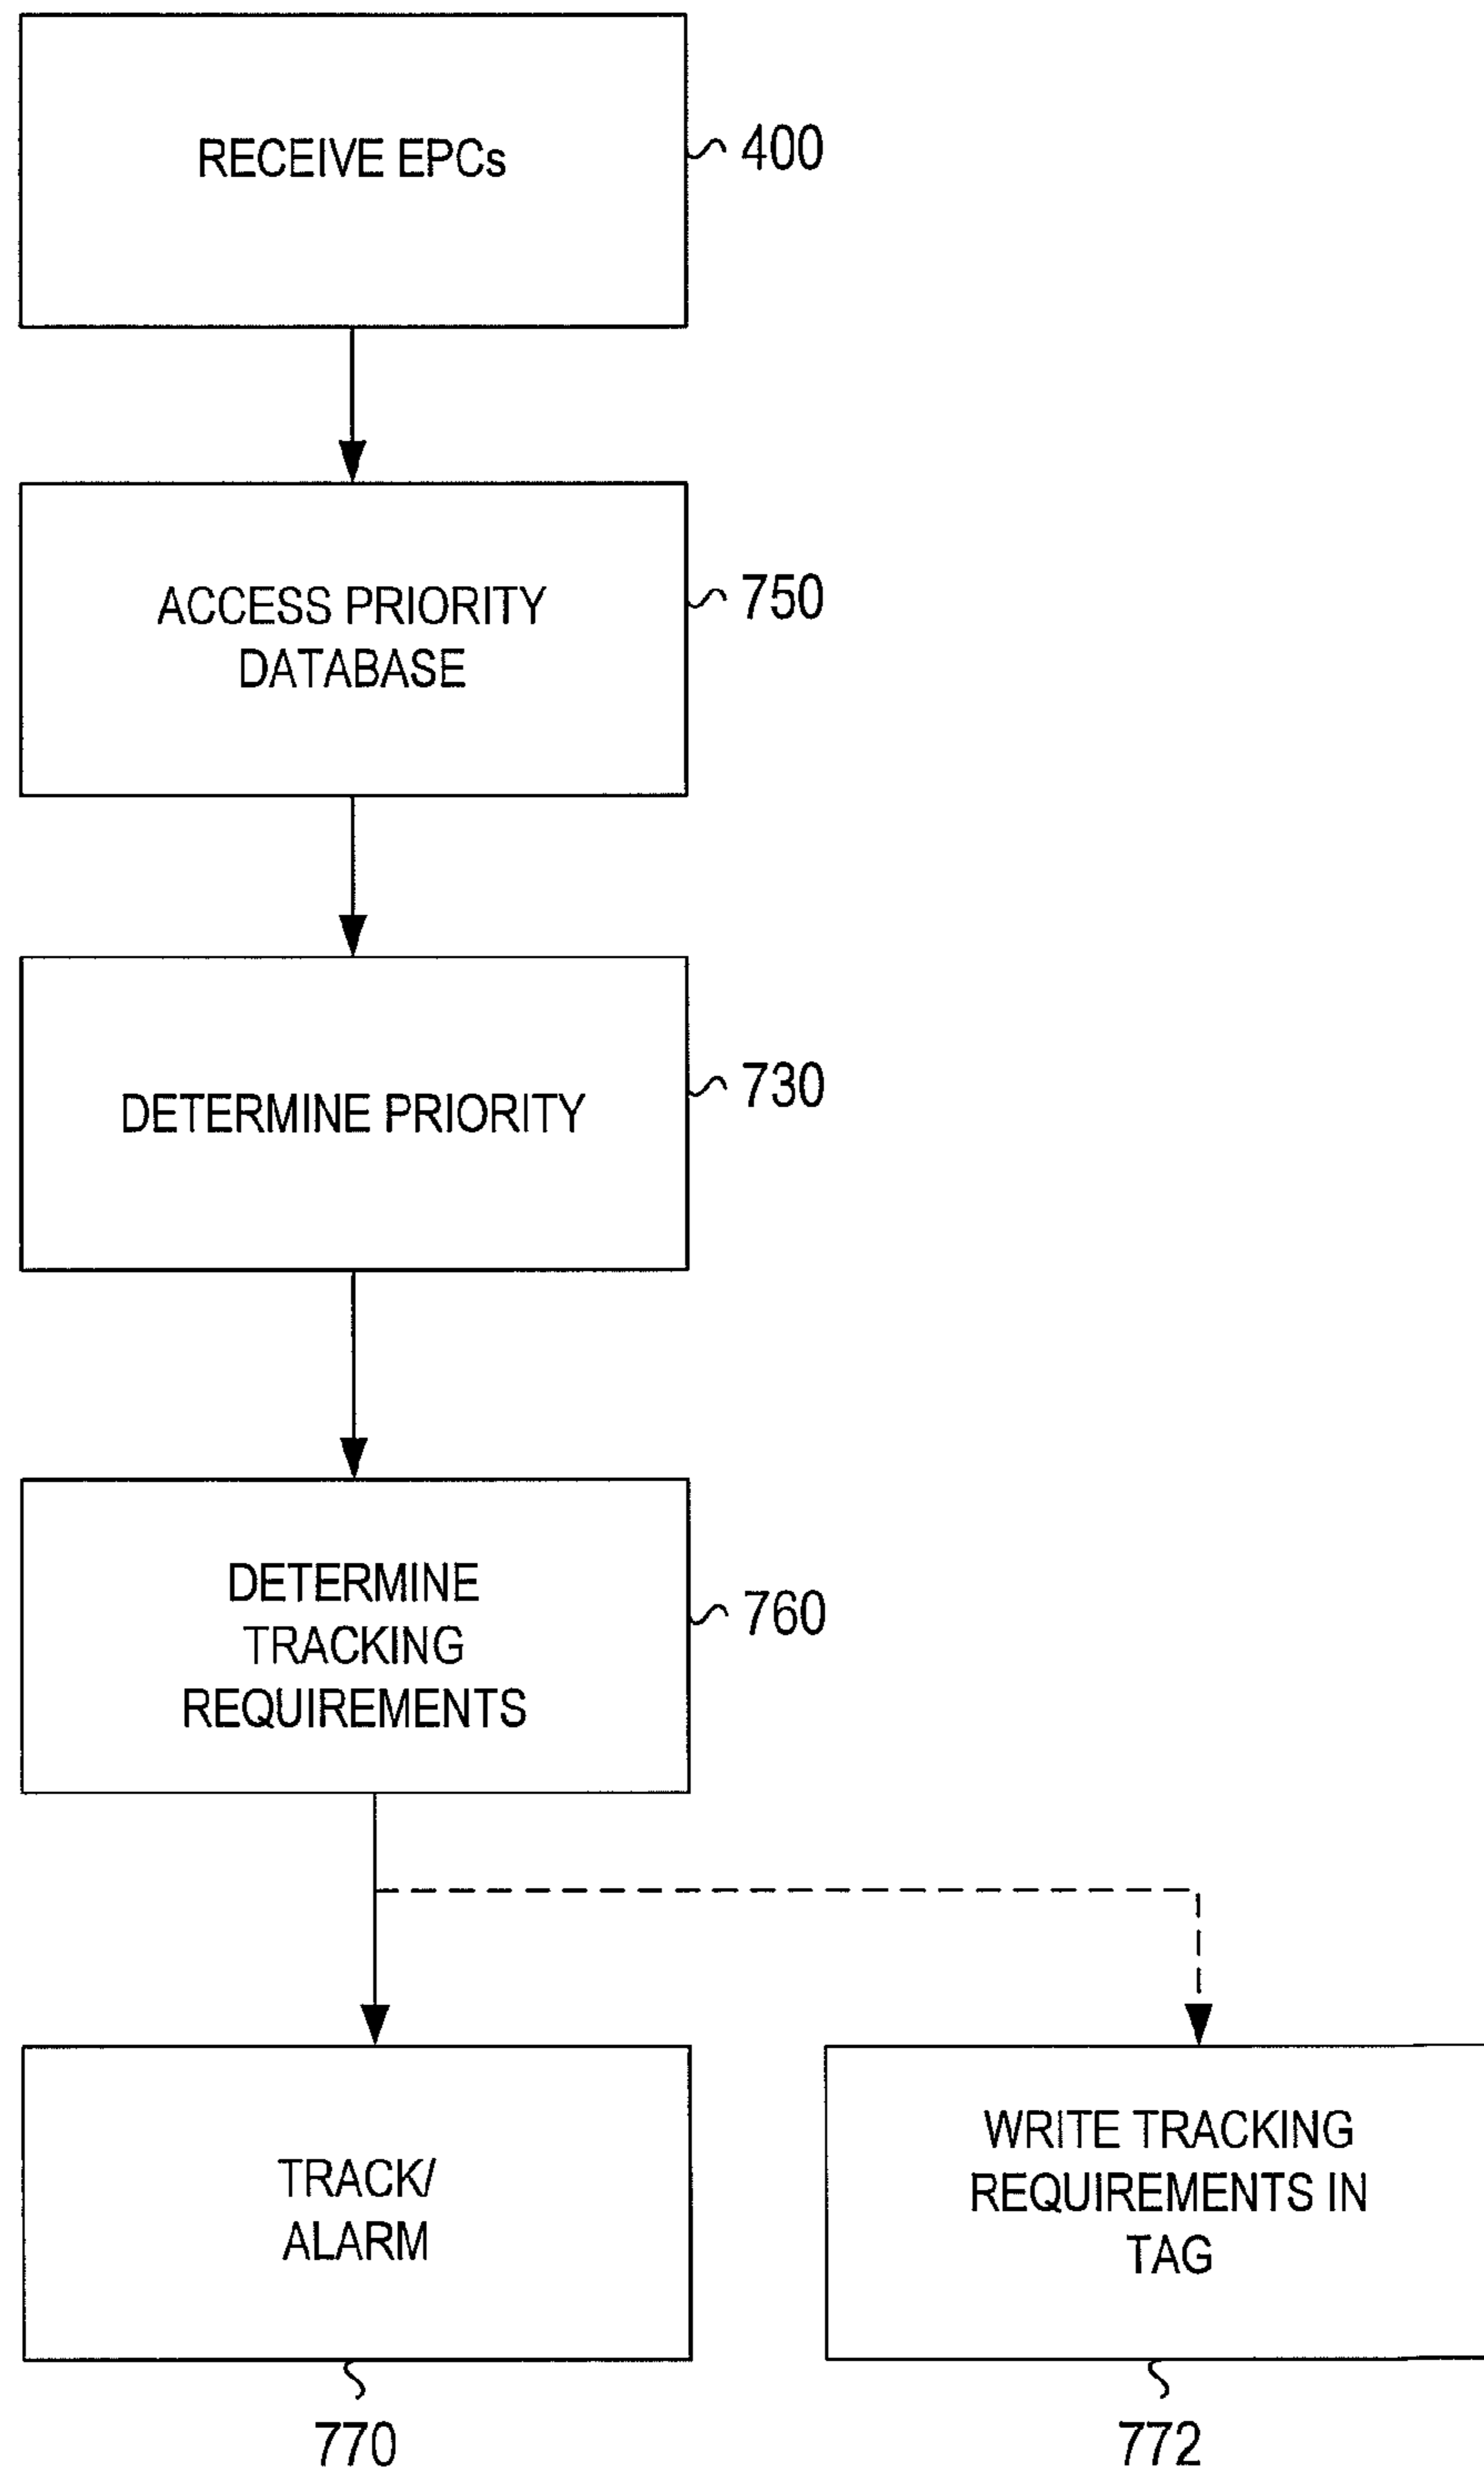 RECEIVE EPCs
400
ACCESS PRIORITY
DATABASE
750
DETERMINE PRIORITY
730
DETERMINE
TRACKING
REQUIREMENTS
760
TRACK/
ALARM
770
WRITE TRACKING
REQUIREMENTS IN
TAG
772